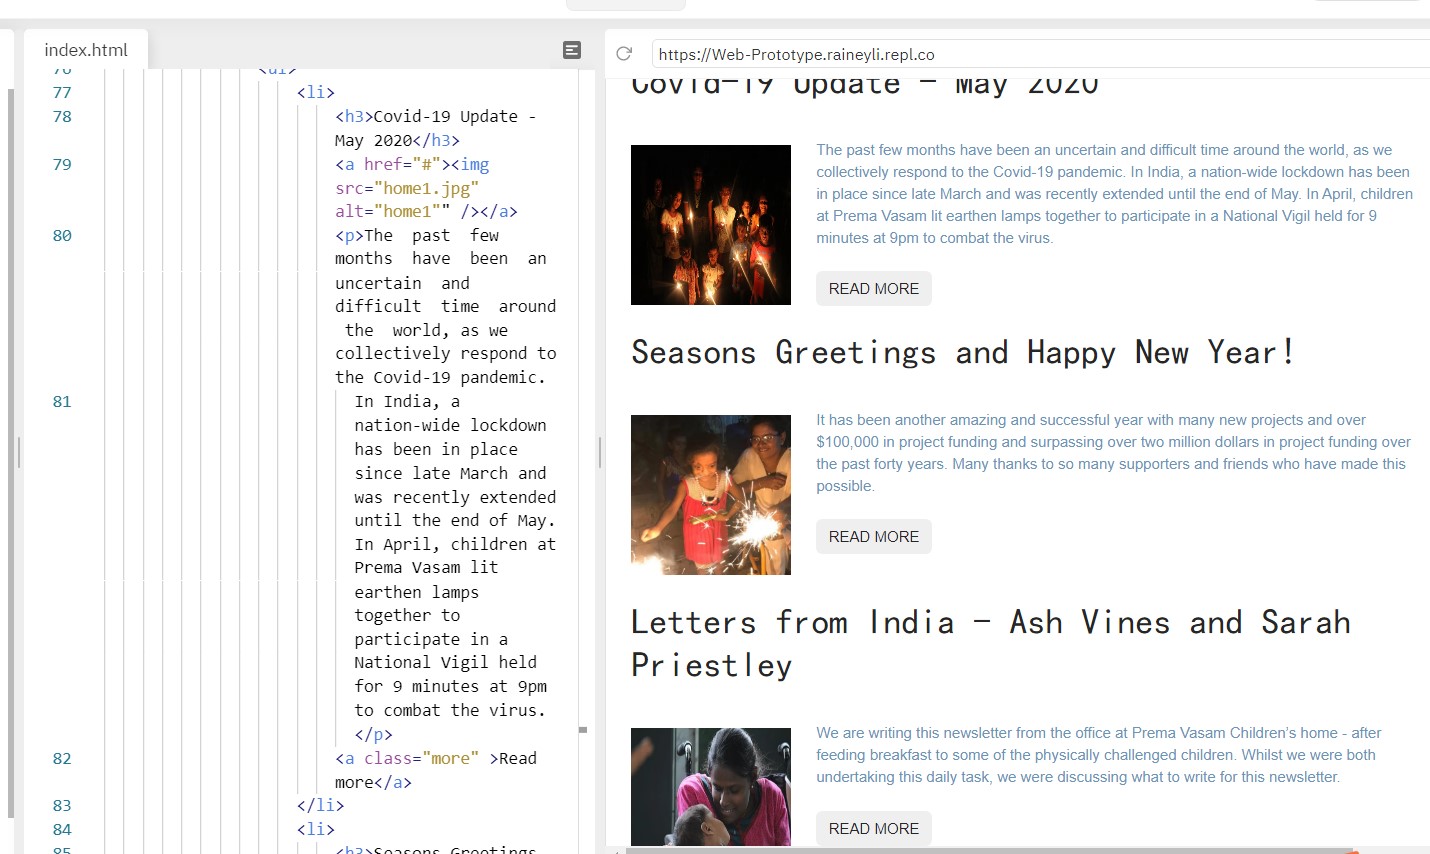 index.html
76 <ul>
77 <li>
78 <h3>Covid-19 Update -
May 2020</h3>
79 <a href="#"><img
src="home1.jpg"
alt="home1"" /></a>
80 <p>The past few
months have been an
uncertain and
difficult time around
the world, as we
collectively respond to
the Covid-19 pandemic.
81 In India, a
nation-wide lockdown
has been in place
since late March and
was recently extended
until the end of May.
In April, children at
Prema Vasam lit
earthen lamps
together to
participate in a
National Vigil held
for 9 minutes at 9pm
to combat the virus.
</p>
82 <a class="more" >Read
more</a>
83 </li>
84 <li>
85 <h3>Seasons Greetings
https://Web-Prototype.raineyli.repl.co
Covid-19 Update - May 2020
The past few months have been an uncertain and difficult time around the world, as we
collectively respond to the Covid-19 pandemic. In India, a nation-wide lockdown has been
in place since late March and was recently extended until the end of May. In April, children
at Prema Vasam lit earthen lamps together to participate in a National Vigil held for 9
minutes at 9pm to combat the virus.
READ MORE
Seasons Greetings and Happy New Year!
It has been another amazing and successful year with many new projects and over
$100,000 in project funding and surpassing over two million dollars in project funding over
the past forty years. Many thanks to so many supporters and friends who have made this
possible.
READ MORE
Letters from India - Ash Vines and Sarah
Priestley
We are writing this newsletter from the office at Prema Vasam Children’s home - after
feeding breakfast to some of the physically challenged children. Whilst we were both
undertaking this daily task, we were discussing what to write for this newsletter.
READ MORE